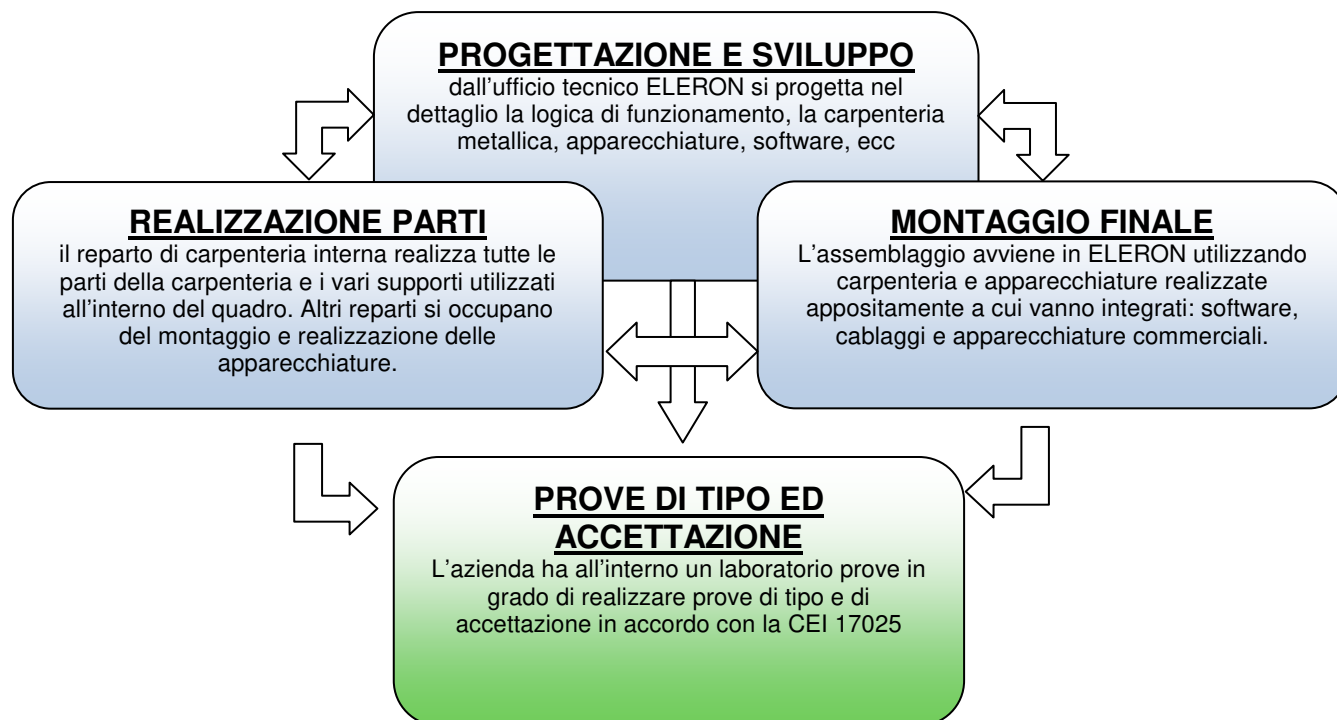 PROGETTAZIONE E SVILUPPO
dall'ufficio tecnico ELERON si progetta nel
dettaglio la logica di funzionamento, la carpenteria
metallica, apparecchiature, software, ecc
REALIZZAZIONE PARTI
il reparto di carpenteria interna realizza tutte le
parti della carpenteria e i vari supporti utilizzati
all'interno del quadro. Altri reparti si occupano
del montaggio e realizzazione delle
apparecchiature.
MONTAGGIO FINALE
L'assemblaggio avviene in ELERON utilizzando
carpenteria e apparecchiature realizzate
appositamente a cui vanno integrati: software,
cablaggi e apparecchiature commerciali.
PROVE DI TIPO ED
ACCETTAZIONE
L'azienda ha all'interno un laboratorio prove in
grado di realizzare prove di tipo e di
accettazione in accordo con la CEI 17025